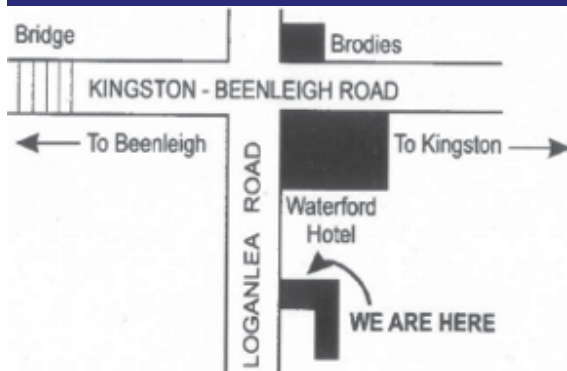 Bridge
Brodies
KINGSTON - BEENLEIGH ROAD
To Beenleigh
To Kingston
LOGANLEA ROAD
Waterford
Hotel
WE ARE HERE